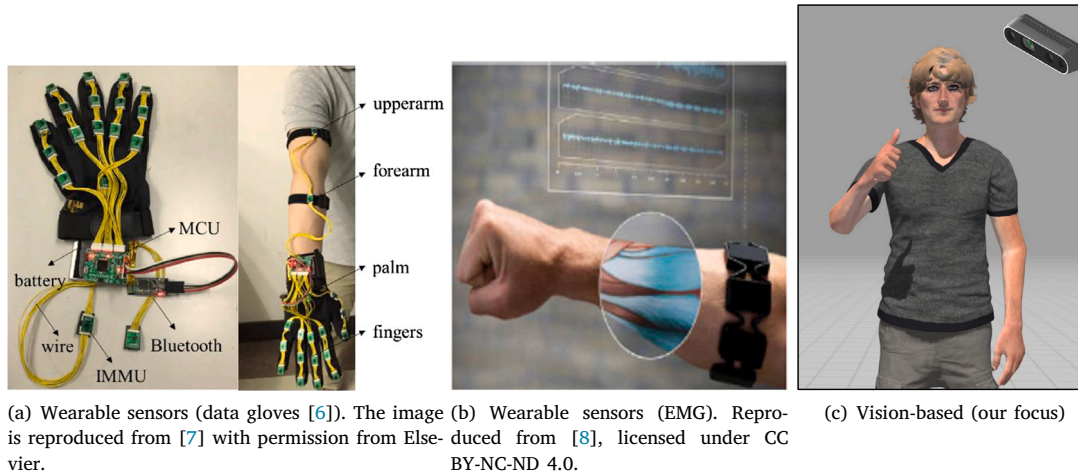 upperarm
forearm
MCU
battery
palm
wire
Bluetooth
fingers
IMMU
(a) Wearable sensors (data gloves [6]). The image
is reproduced from [7] with permission from Else-
vier.
(b) Wearable sensors (EMG). Repro-
duced from [8], licensed under CC
BY-NC-ND 4.0.
(c) Vision-based (our focus)